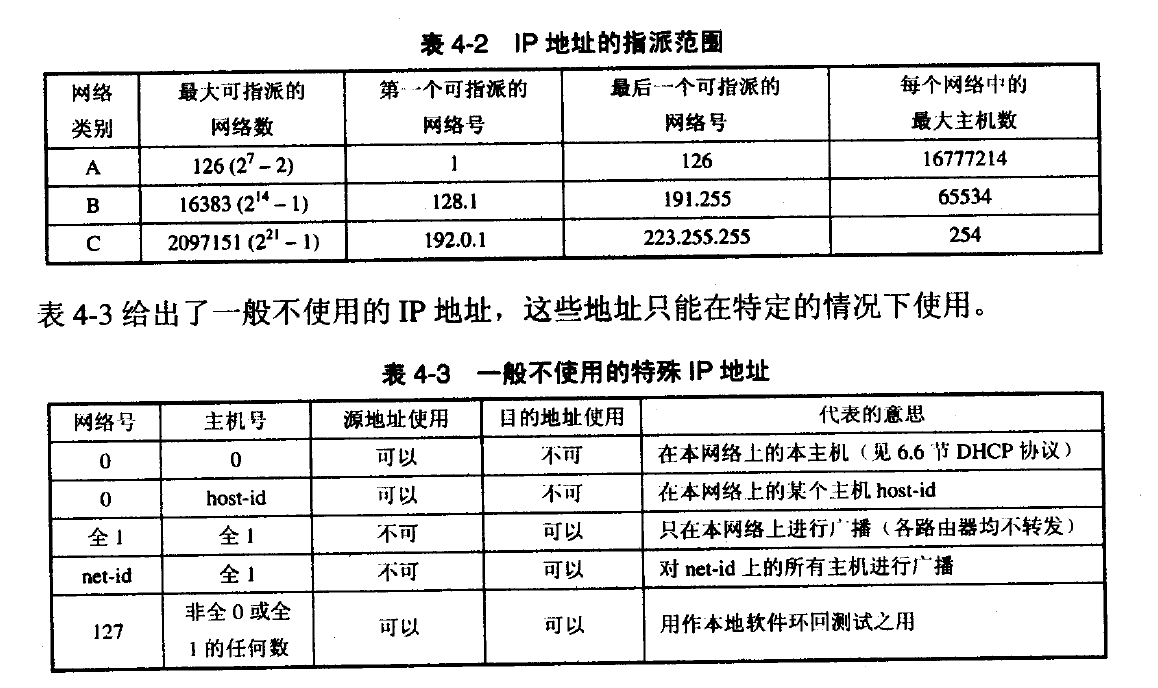 表 4-2 IP 地址的指派范围
网络类别 最大可指派的网络数 第一个可指派的网络号 最后一个可指派的网络号 每个网络中的最大主机数
A 126 (2⁷ – 2) 1 126 16777214
B 16383 (2¹⁴ – 1) 128.1 191.255 65534
C 2097151 (2²¹ – 1) 192.0.1 223.255.255 254
表 4-3 给出了一般不使用的 IP 地址，这些地址只能在特定的情况下使用。
表 4-3 一般不使用的特殊 IP 地址
网络号 主机号 源地址使用 目的地址使用 代表的意思
0 0 可以 不可 在本网络上的本主机（见 6.6 节 DHCP 协议）
0 host-id 可以 不可 在本网络上的某个主机 host-id
全 1 全 1 不可 可以 只在本网络上进行广播（各路由器均不转发）
net-id 全 1 不可 可以 对 net-id 上的所有主机进行广播
127 非全 0 或全 1 的任何数 可以 可以 用作本地软件环回测试之用